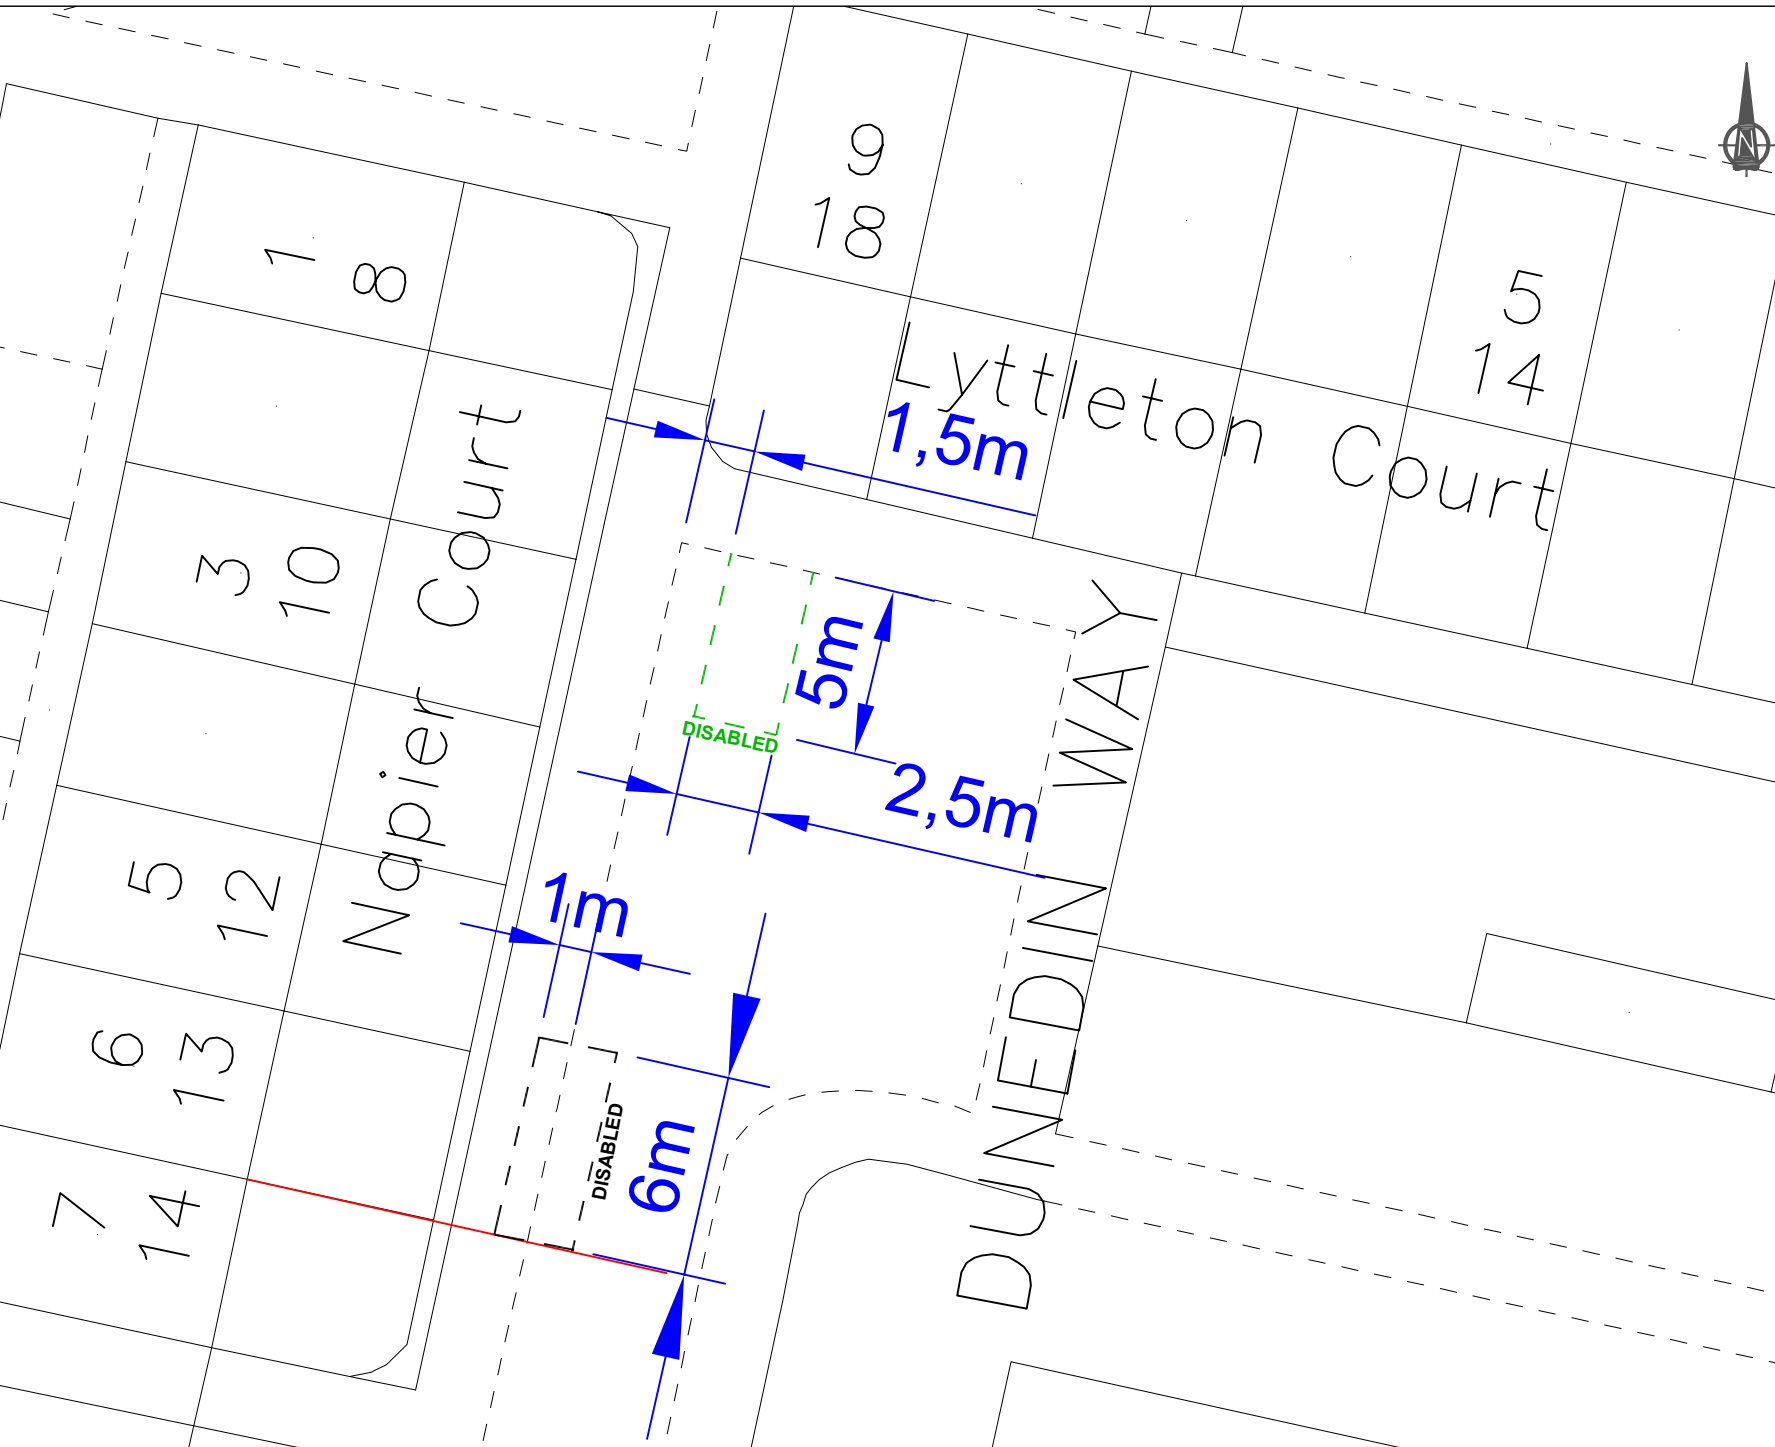 N
9
18
1
8
5
14
Lyttleton Court
1,5m
Napier Court
3
10
5m
DISABLED
2,5m
DUNEDIN WAY
5
12
1m
6
13
DISABLED
6m
7
14